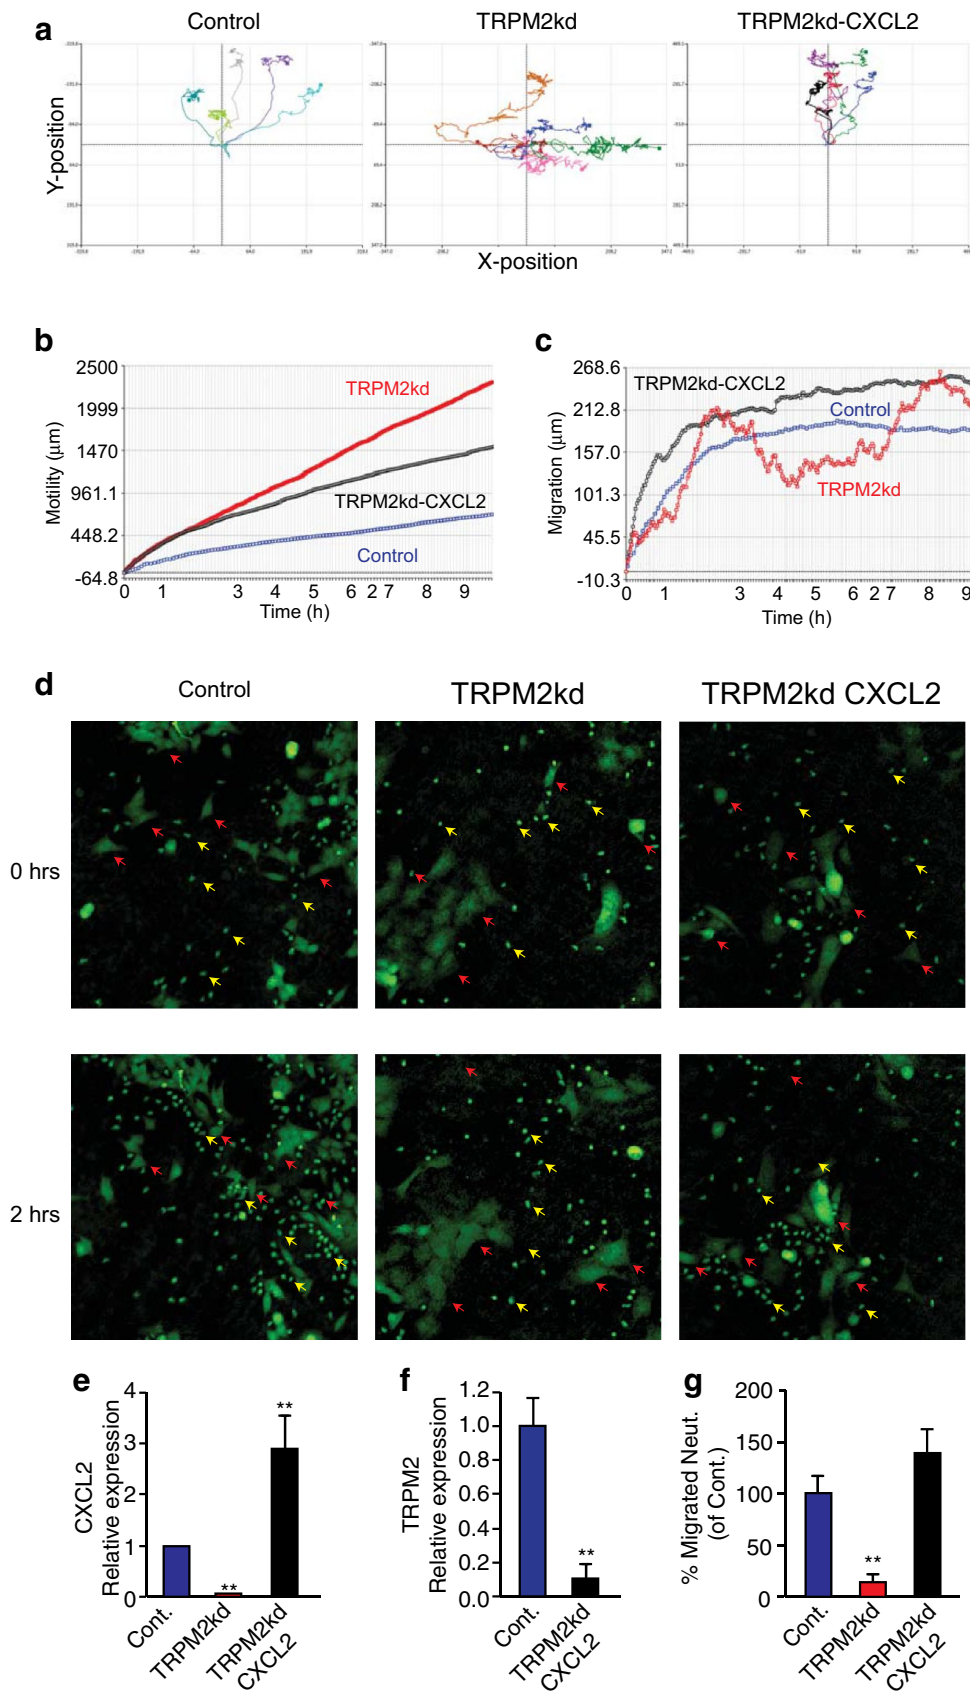 a
Control
TRPM2kd
TRPM2kd-CXCL2
Y-position
X-position
b
2500
1999
1470
961.1
448.2
-64.8
Motility (µm)
TRPM2kd
TRPM2kd-CXCL2
Control
0 1 3 4 5 6 2 7 8 9
Time (h)
c
268.6
212.8
157.0
101.3
45.5
-10.3
Migration (µm)
TRPM2kd-CXCL2
Control
TRPM2kd
0 1 3 4 5 6 2 7 8 9
Time (h)
d
Control
TRPM2kd
TRPM2kd CXCL2
0 hrs
2 hrs
e
CXCL2
Relative expression
4
3
2
1
0
**
**
Cont.
TRPM2kd
TRPM2kd
CXCL2
f
TRPM2
Relative expression
1.2
1.0
0.8
0.6
0.4
0.2
0.0
**
Cont.
TRPM2kd
CXCL2
g
% Migrated Neut.
(of Cont.)
200
150
100
50
0
**
Cont.
TRPM2kd
TRPM2kd
CXCL2